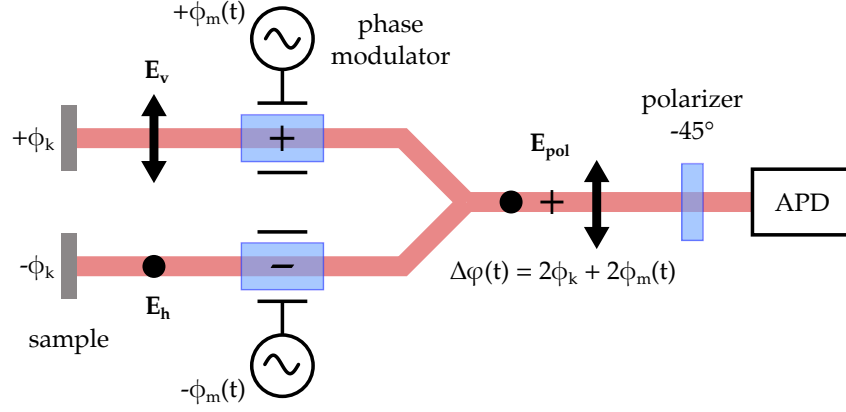 +ϕm(t)
phase
modulator
Ev
+ϕk
+
polarizer
-45°
Epol
+
APD
-ϕk
−
Δφ(t) = 2ϕk + 2ϕm(t)
Eh
sample
-ϕm(t)